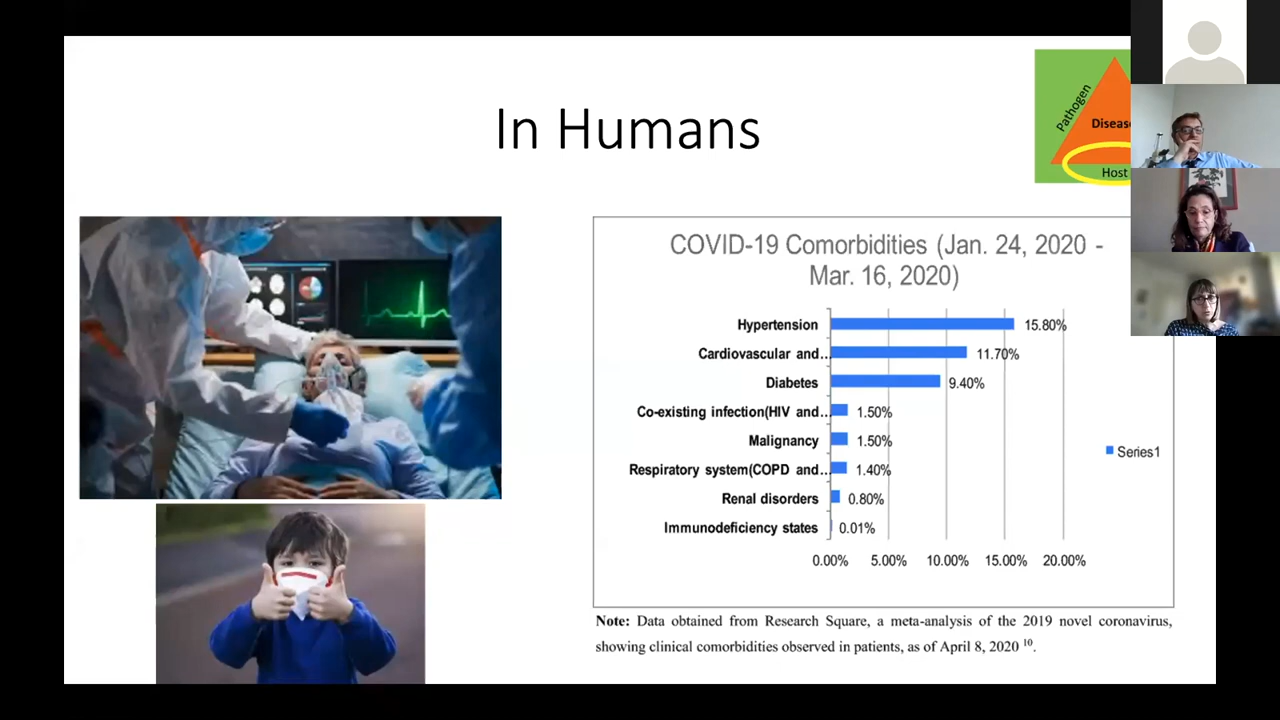 In Humans
Pathogen
Disease
Host
COVID-19 Comorbidities (Jan. 24, 2020 -
Mar. 16, 2020)
Hypertension 15.80%
Cardiovascular and... 11.70%
Diabetes 9.40%
Co-existing infection(HIV and... 1.50%
Malignancy 1.50%
Respiratory system(COPD and... 1.40%
Renal disorders 0.80%
Immunodeficiency states 0.01%
0.00% 5.00% 10.00% 15.00% 20.00%
Series1
Note: Data obtained from Research Square, a meta-analysis of the 2019 novel coronavirus,
showing clinical comorbidities observed in patients, as of April 8, 2020 10.